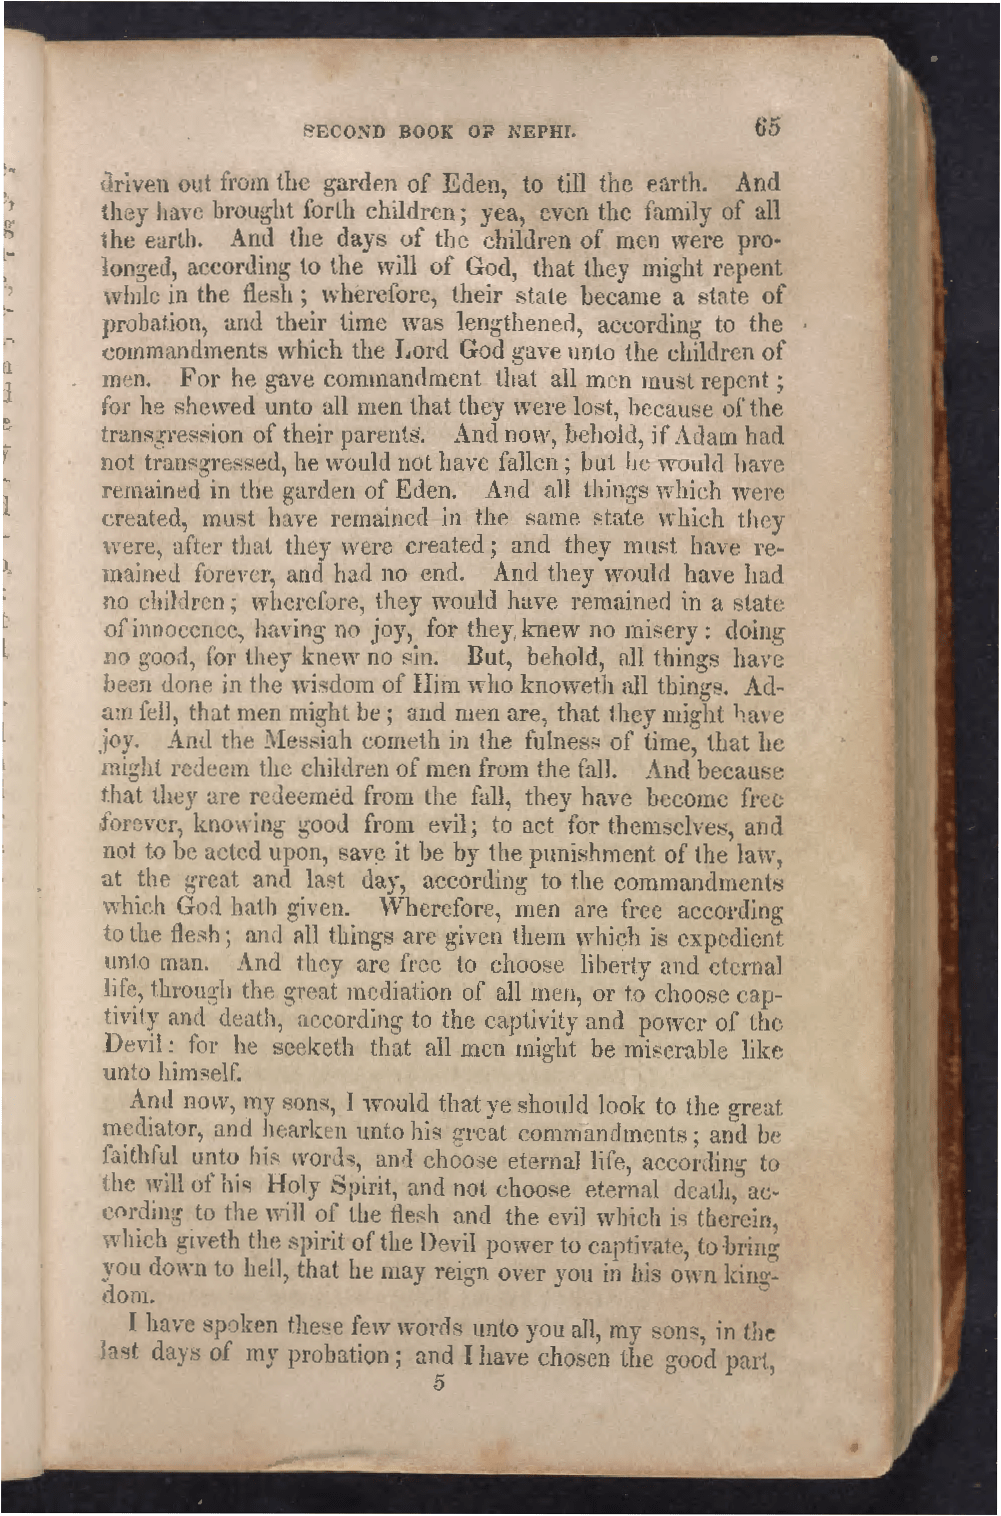 SECOND BOOK OF NEPHI. 65
driven out from the garden of Eden, to till the earth. And
they have brought forth children; yea, even the family of all
the earth. And the days of the children of men were pro-
longed, according to the will of God, that they might repent
while in the flesh; wherefore, their state became a state of
probation, and their time was lengthened, according to the
commandments which the Lord God gave unto the children of
men. For he gave commandment that all men must repent;
for he shewed unto all men that they were lost, because of the
transgression of their parents. And now, behold, if Adam had
not transgressed, he would not have fallen; but he would have
remained in the garden of Eden. And all things which were
created, must have remained in the same state which they
were, after that they were created; and they must have re-
mained forever, and had no end. And they would have had
no children; wherefore, they would have remained in a state
of innocence, having no joy, for they knew no misery: doing
no good, for they knew no sin. But, behold, all things have
been done in the wisdom of Him who knoweth all things. Ad-
am fell, that men might be; and men are, that they might have
joy. And the Messiah cometh in the fulness of time, that he
might redeem the children of men from the fall. And because
that they are redeemed from the fall, they have become free
forever, knowing good from evil; to act for themselves, and
not to be acted upon, save it be by the punishment of the law,
at the great and last day, according to the commandments
which God hath given. Wherefore, men are free according
to the flesh; and all things are given them which is expedient
unto man. And they are free to choose liberty and eternal
life, through the great mediation of all men, or to choose cap-
tivity and death, according to the captivity and power of the
Devil: for he seeketh that all men might be miserable like
unto himself.
And now, my sons, I would that ye should look to the great
mediator, and hearken unto his great commandments; and be
faithful unto his words, and choose eternal life, according to
the will of his Holy Spirit, and not choose eternal death, ac-
cording to the will of the flesh and the evil which is therein,
which giveth the spirit of the Devil power to captivate, to bring
you down to hell, that he may reign over you in his own king-
dom.
I have spoken these few words unto you all, my sons, in the
last days of my probation; and I have chosen the good part,
5